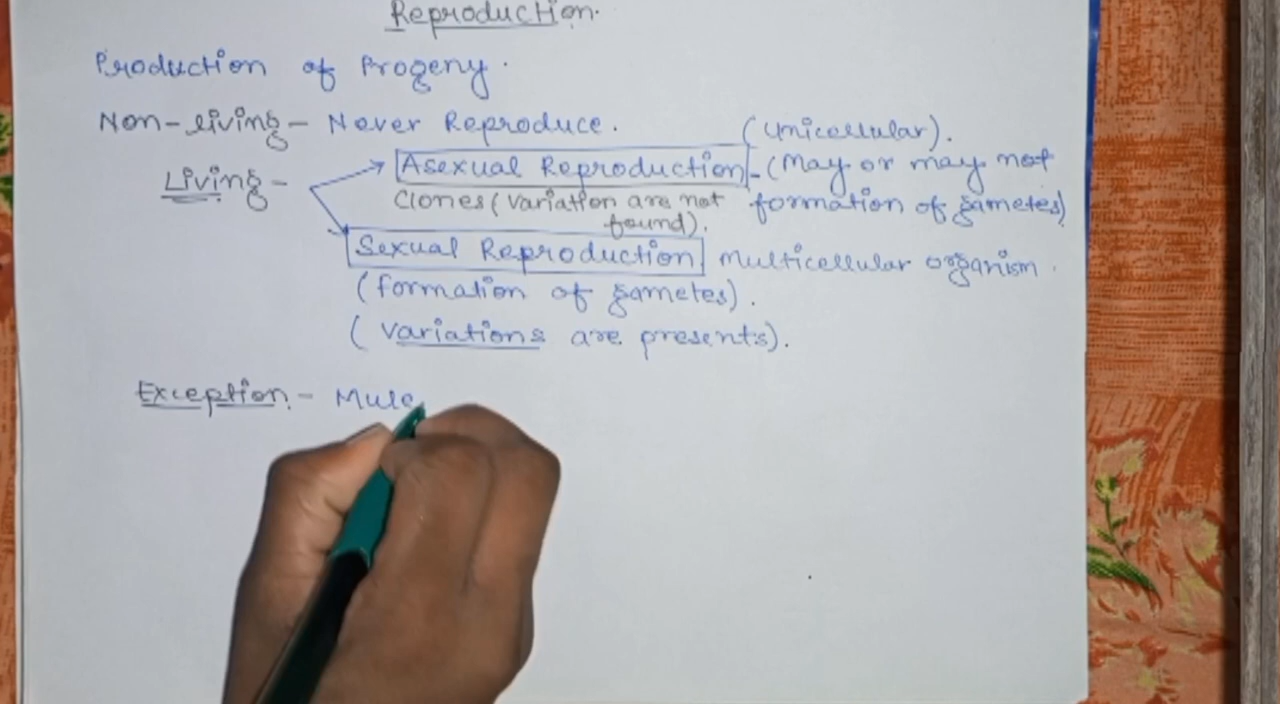 Reproduction.
Production of Progeny.
Non-living - Never Reproduce.
(Unicellular).
Living -
Asexual Reproduction - (May or may not
Clones (Variation are not formation of gametes)
found).
Sexual Reproduction Multicellular organism.
(formation of gametes).
(Variations are presents).
Exception. - Mule